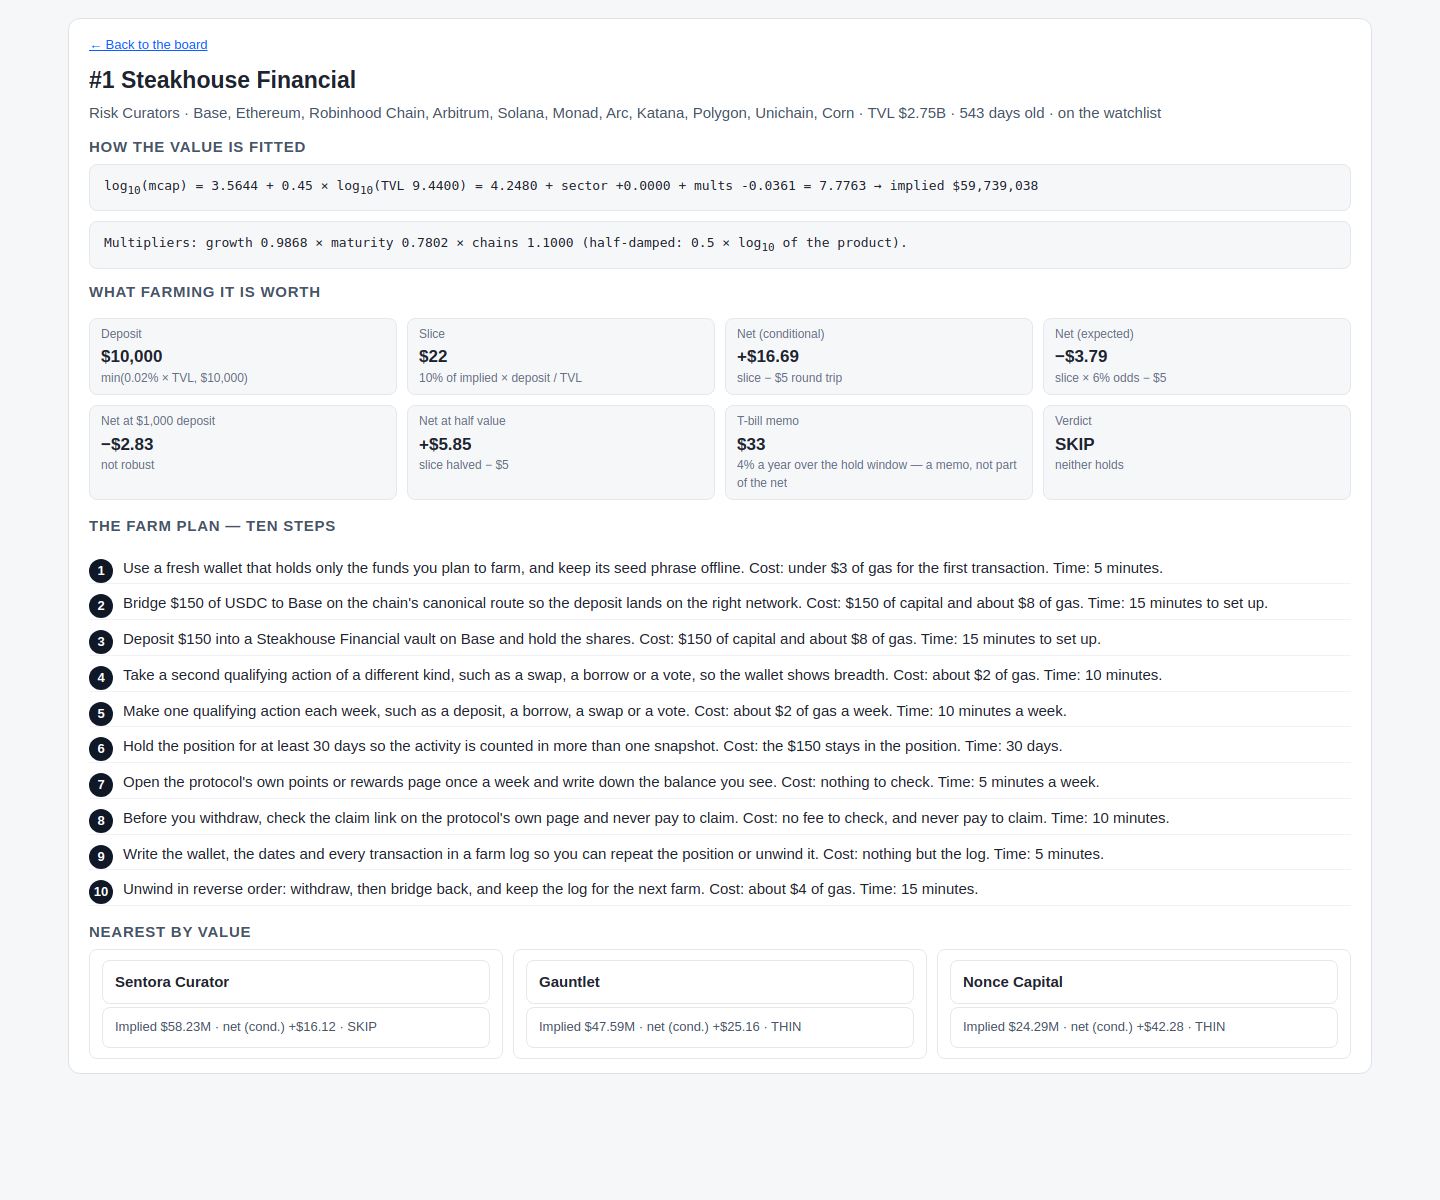 ← Back to the board
#1 Steakhouse Financial
Risk Curators · Base, Ethereum, Robinhood Chain, Arbitrum, Solana, Monad, Arc, Katana, Polygon, Unichain, Corn · TVL $2.75B · 543 days old · on the watchlist
HOW THE VALUE IS FITTED
log10(mcap) = 3.5644 + 0.45 × log10(TVL 9.4400) = 4.2480 + sector +0.0000 + mults -0.0361 = 7.7763 → implied $59,739,038
Multipliers: growth 0.9868 × maturity 0.7802 × chains 1.1000 (half-damped: 0.5 × log10 of the product).
WHAT FARMING IT IS WORTH
Deposit
$10,000
min(0.02% × TVL, $10,000)
Slice
$22
10% of implied × deposit / TVL
Net (conditional)
+$16.69
slice − $5 round trip
Net (expected)
−$3.79
slice × 6% odds − $5
Net at $1,000 deposit
−$2.83
not robust
Net at half value
+$5.85
slice halved − $5
T-bill memo
$33
4% a year over the hold window — a memo, not part
of the net
Verdict
SKIP
neither holds
THE FARM PLAN — TEN STEPS
1 Use a fresh wallet that holds only the funds you plan to farm, and keep its seed phrase offline. Cost: under $3 of gas for the first transaction. Time: 5 minutes.
2 Bridge $150 of USDC to Base on the chain's canonical route so the deposit lands on the right network. Cost: $150 of capital and about $8 of gas. Time: 15 minutes to set up.
3 Deposit $150 into a Steakhouse Financial vault on Base and hold the shares. Cost: $150 of capital and about $8 of gas. Time: 15 minutes to set up.
4 Take a second qualifying action of a different kind, such as a swap, a borrow or a vote, so the wallet shows breadth. Cost: about $2 of gas. Time: 10 minutes.
5 Make one qualifying action each week, such as a deposit, a borrow, a swap or a vote. Cost: about $2 of gas a week. Time: 10 minutes a week.
6 Hold the position for at least 30 days so the activity is counted in more than one snapshot. Cost: the $150 stays in the position. Time: 30 days.
7 Open the protocol's own points or rewards page once a week and write down the balance you see. Cost: nothing to check. Time: 5 minutes a week.
8 Before you withdraw, check the claim link on the protocol's own page and never pay to claim. Cost: no fee to check, and never pay to claim. Time: 10 minutes.
9 Write the wallet, the dates and every transaction in a farm log so you can repeat the position or unwind it. Cost: nothing but the log. Time: 5 minutes.
10 Unwind in reverse order: withdraw, then bridge back, and keep the log for the next farm. Cost: about $4 of gas. Time: 15 minutes.
NEAREST BY VALUE
Sentora Curator
Implied $58.23M · net (cond.) +$16.12 · SKIP
Gauntlet
Implied $47.59M · net (cond.) +$25.16 · THIN
Nonce Capital
Implied $24.29M · net (cond.) +$42.28 · THIN